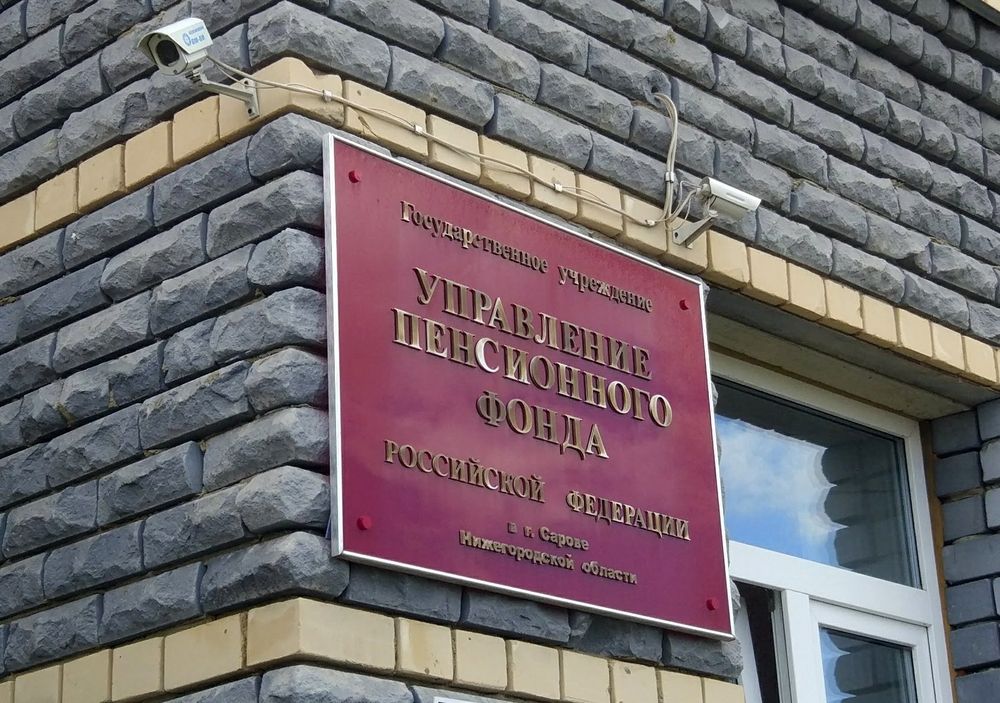 Государственное учреждение
УПРАВЛЕНИЕ
ПЕНСИОННОГО
ФОНДА
РОССИЙСКОЙ ФЕДЕРАЦИИ
в г. Сарове
Нижегородской области